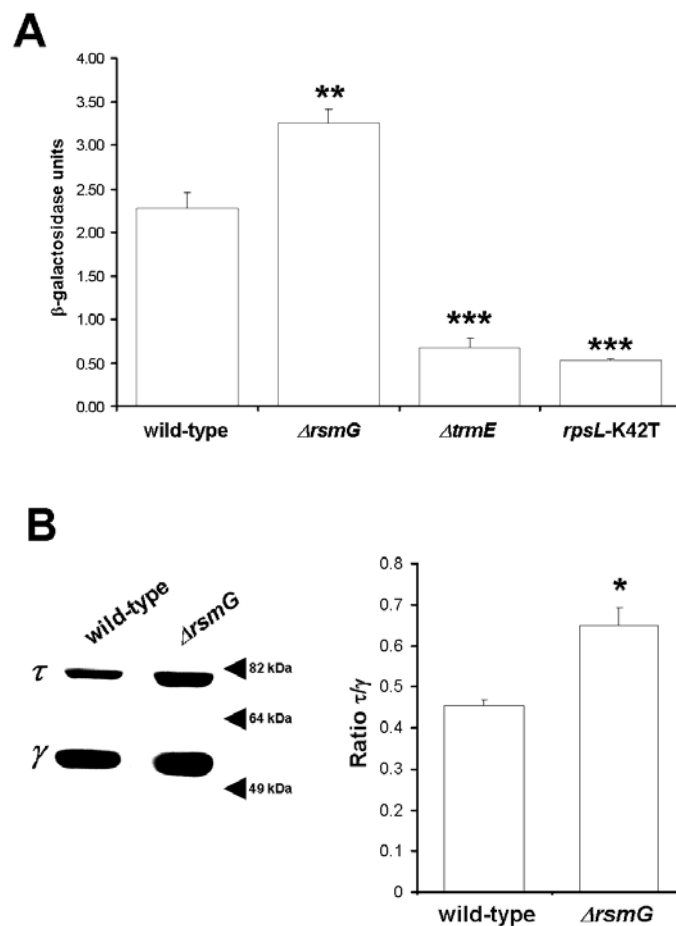 A
β-galactosidase units
4.00
3.50
3.00
2.50
2.00
1.50
1.00
0.50
0.00
**
***
***
wild-type
ΔrsmG
ΔtrmE
rpsL-K42T
B
wild-type
ΔrsmG
τ
γ
82 kDa
64 kDa
49 kDa
Ratio τ/γ
0.8
0.7
0.6
0.5
0.4
0.3
0.2
0.1
0
*
wild-type
ΔrsmG